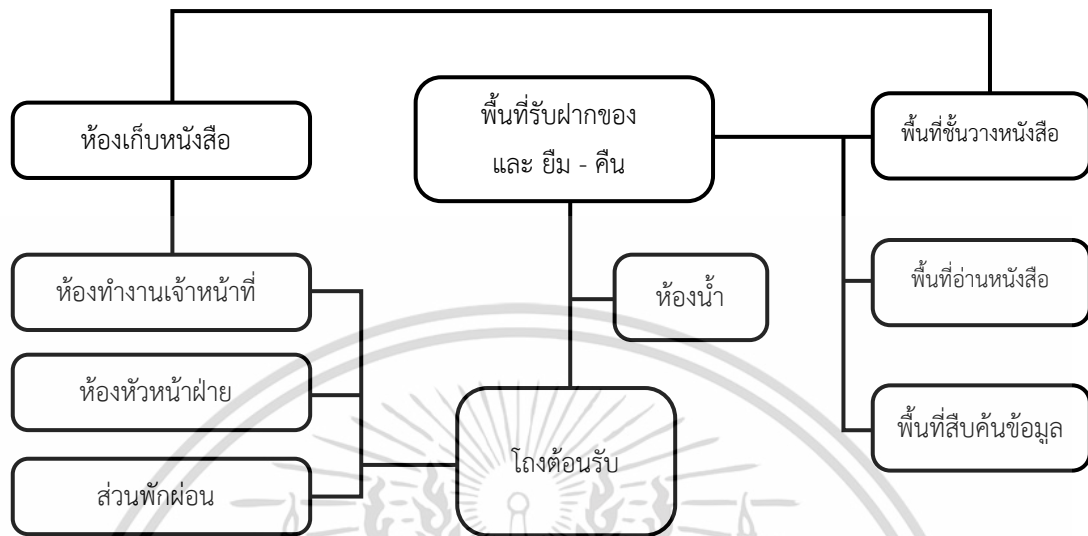 ห้องเก็บหนังสือ
พื้นที่รับฝากของ
และ ยืม - คืน
พื้นที่ชั้นวางหนังสือ
ห้องทำงานเจ้าหน้าที่
ห้องน้ำ
พื้นที่อ่านหนังสือ
ห้องหัวหน้าฝ่าย
โถงต้อนรับ
พื้นที่สืบค้นข้อมูล
ส่วนพักผ่อน